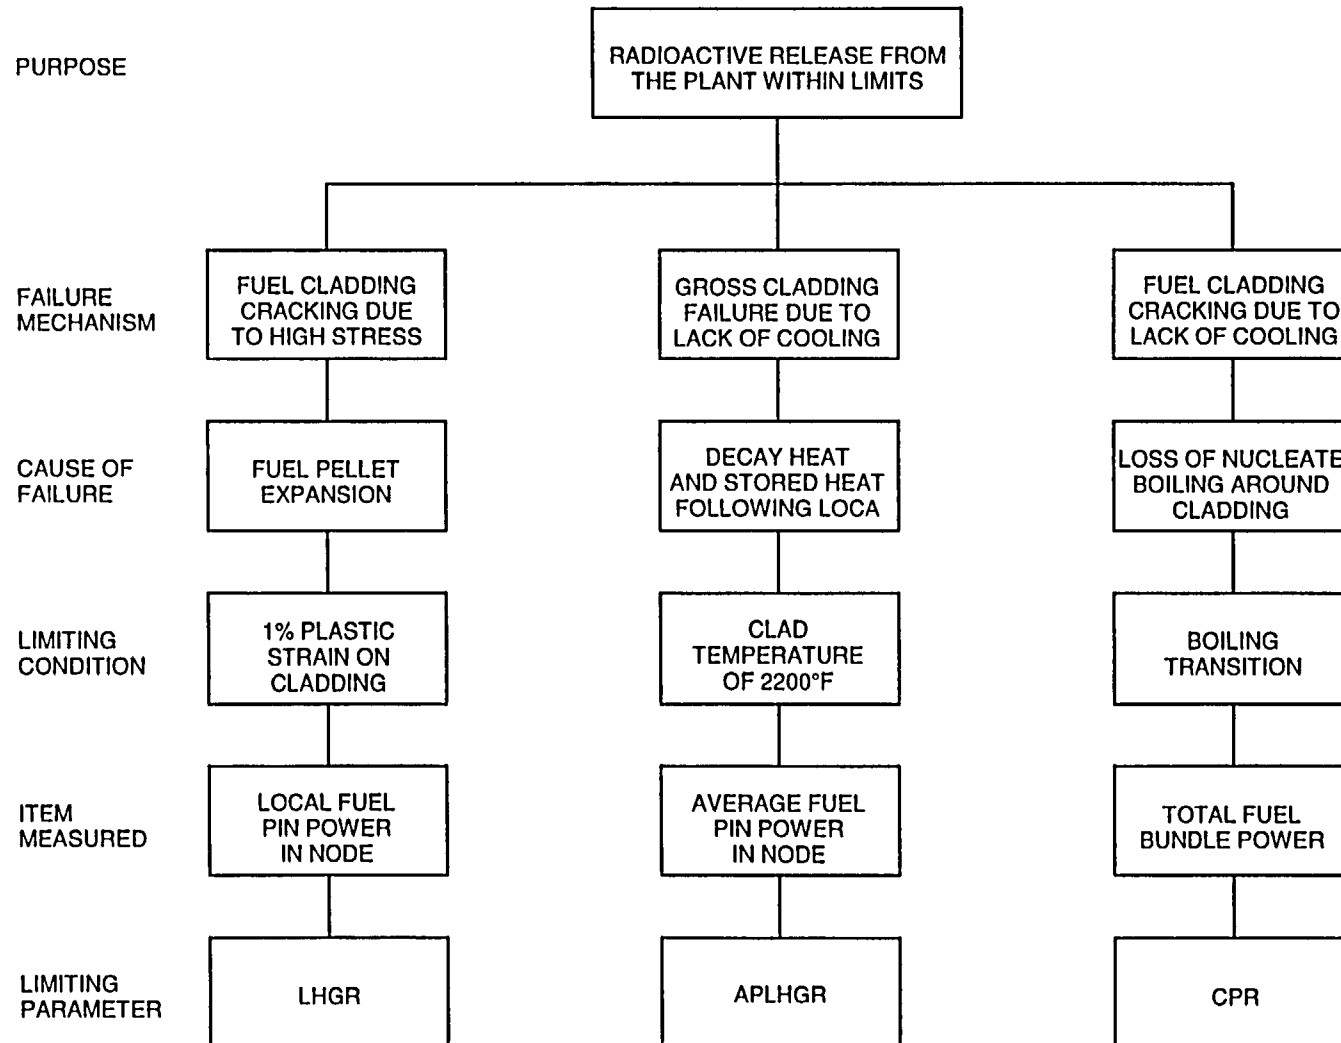 PURPOSE
RADIOACTIVE RELEASE FROM
THE PLANT WITHIN LIMITS
FAILURE
MECHANISM
FUEL CLADDING
CRACKING DUE
TO HIGH STRESS
GROSS CLADDING
FAILURE DUE TO
LACK OF COOLING
FUEL CLADDING
CRACKING DUE TO
LACK OF COOLING
CAUSE OF
FAILURE
FUEL PELLET
EXPANSION
DECAY HEAT
AND STORED HEAT
FOLLOWING LOCA
LOSS OF NUCLEATE
BOILING AROUND
CLADDING
LIMITING
CONDITION
1% PLASTIC
STRAIN ON
CLADDING
CLAD
TEMPERATURE
OF 2200°F
BOILING
TRANSITION
ITEM
MEASURED
LOCAL FUEL
PIN POWER
IN NODE
AVERAGE FUEL
PIN POWER
IN NODE
TOTAL FUEL
BUNDLE POWER
LIMITING
PARAMETER
LHGR
APLHGR
CPR